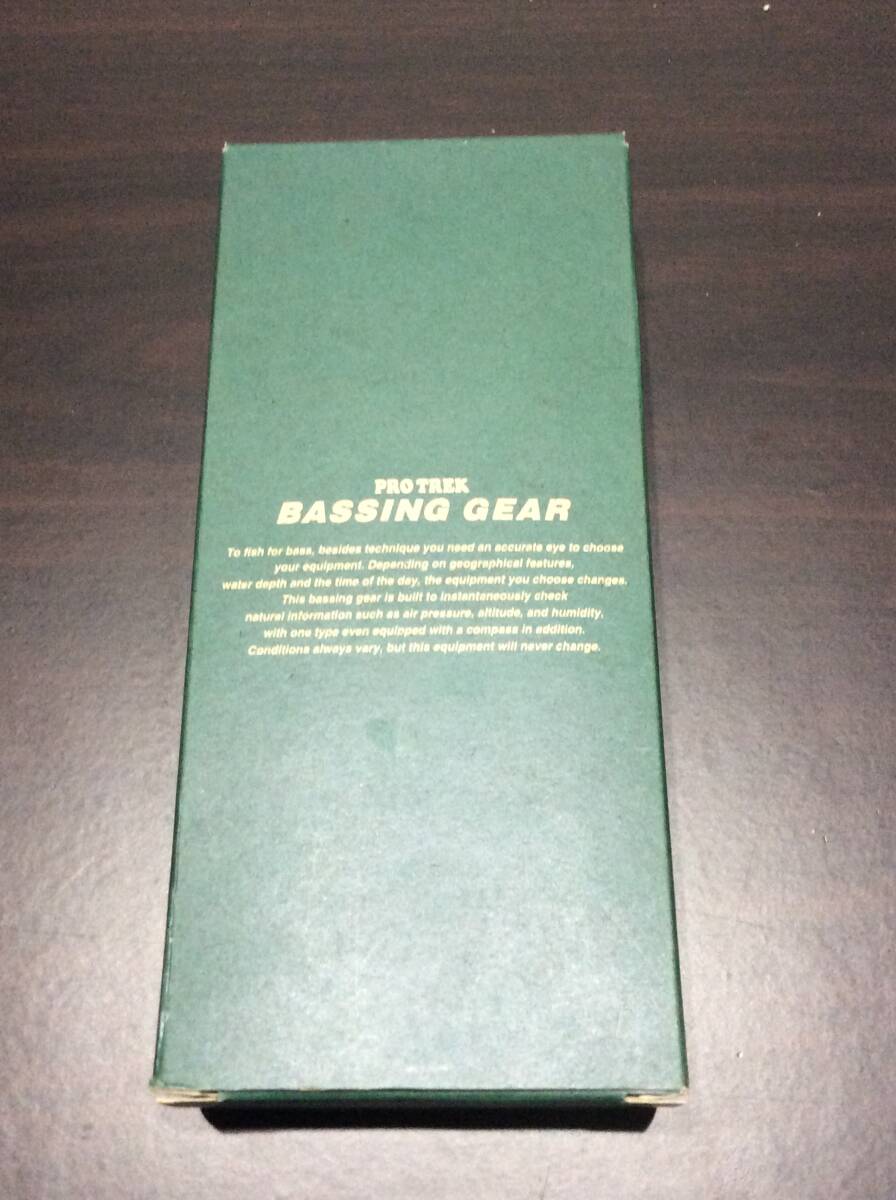 PRO TREK
BASSING GEAR
To fish for bass, besides technique you need an accurate eye to choose
your equipment. Depending on geographical features,
water depth and the time of the day, the equipment you choose changes.
This bassing gear is built to instantaneously check
natural information such as air pressure, altitude, and humidity,
with one type even equipped with a compass in addition.
Conditions always vary, but this equipment will never change.